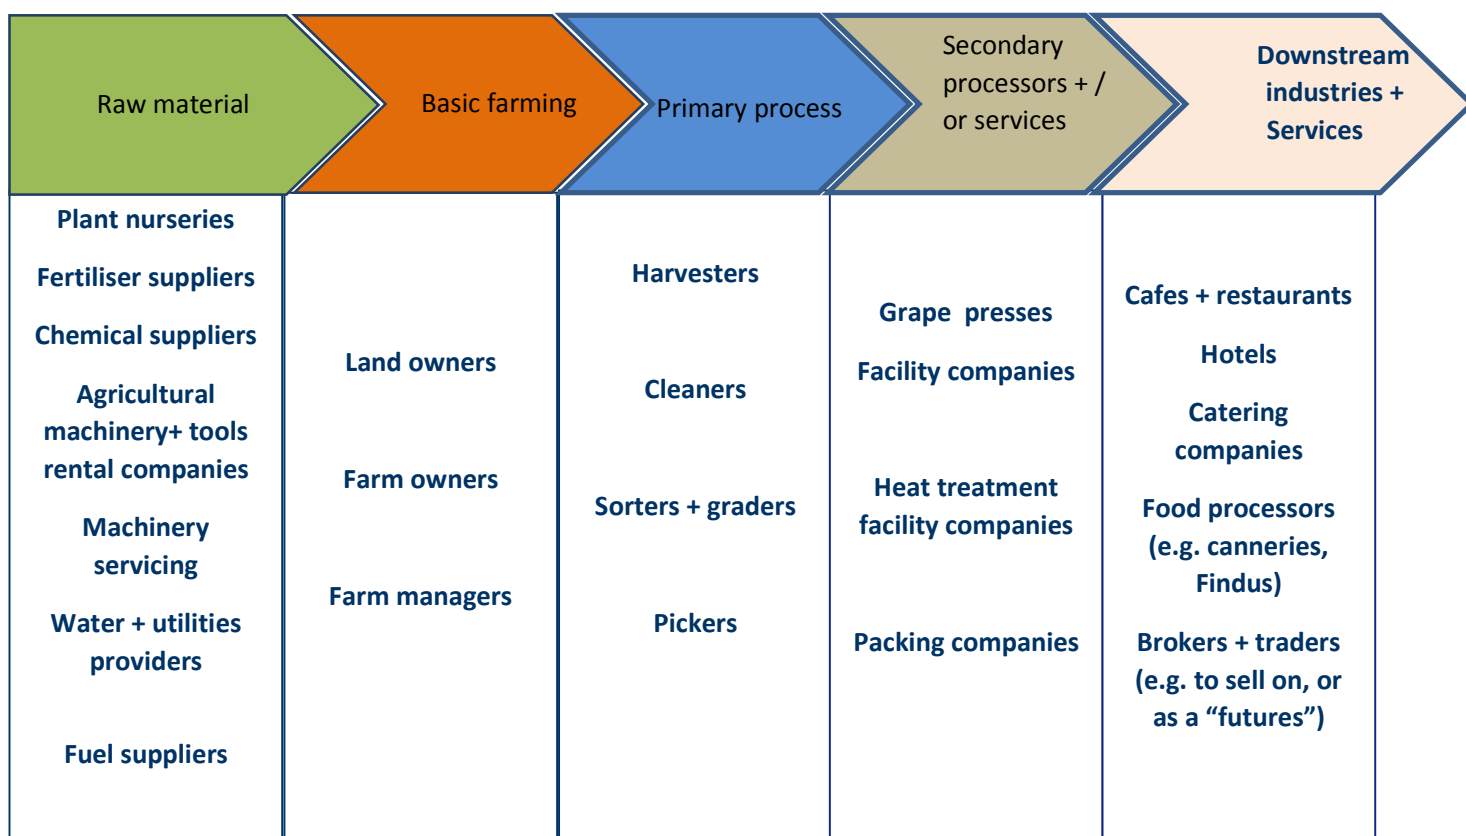 Raw material
Basic farming
Primary process
Secondary
processors + /
or services
Downstream
industries +
Services
Plant nurseries
Fertiliser suppliers
Chemical suppliers
Agricultural
machinery+ tools
rental companies
Machinery
servicing
Water + utilities
providers
Fuel suppliers
Land owners
Farm owners
Farm managers
Harvesters
Cleaners
Sorters + graders
Pickers
Grape presses
Facility companies
Heat treatment
facility companies
Packing companies
Cafes + restaurants
Hotels
Catering
companies
Food processors
(e.g. canneries,
Findus)
Brokers + traders
(e.g. to sell on, or
as a “futures”)